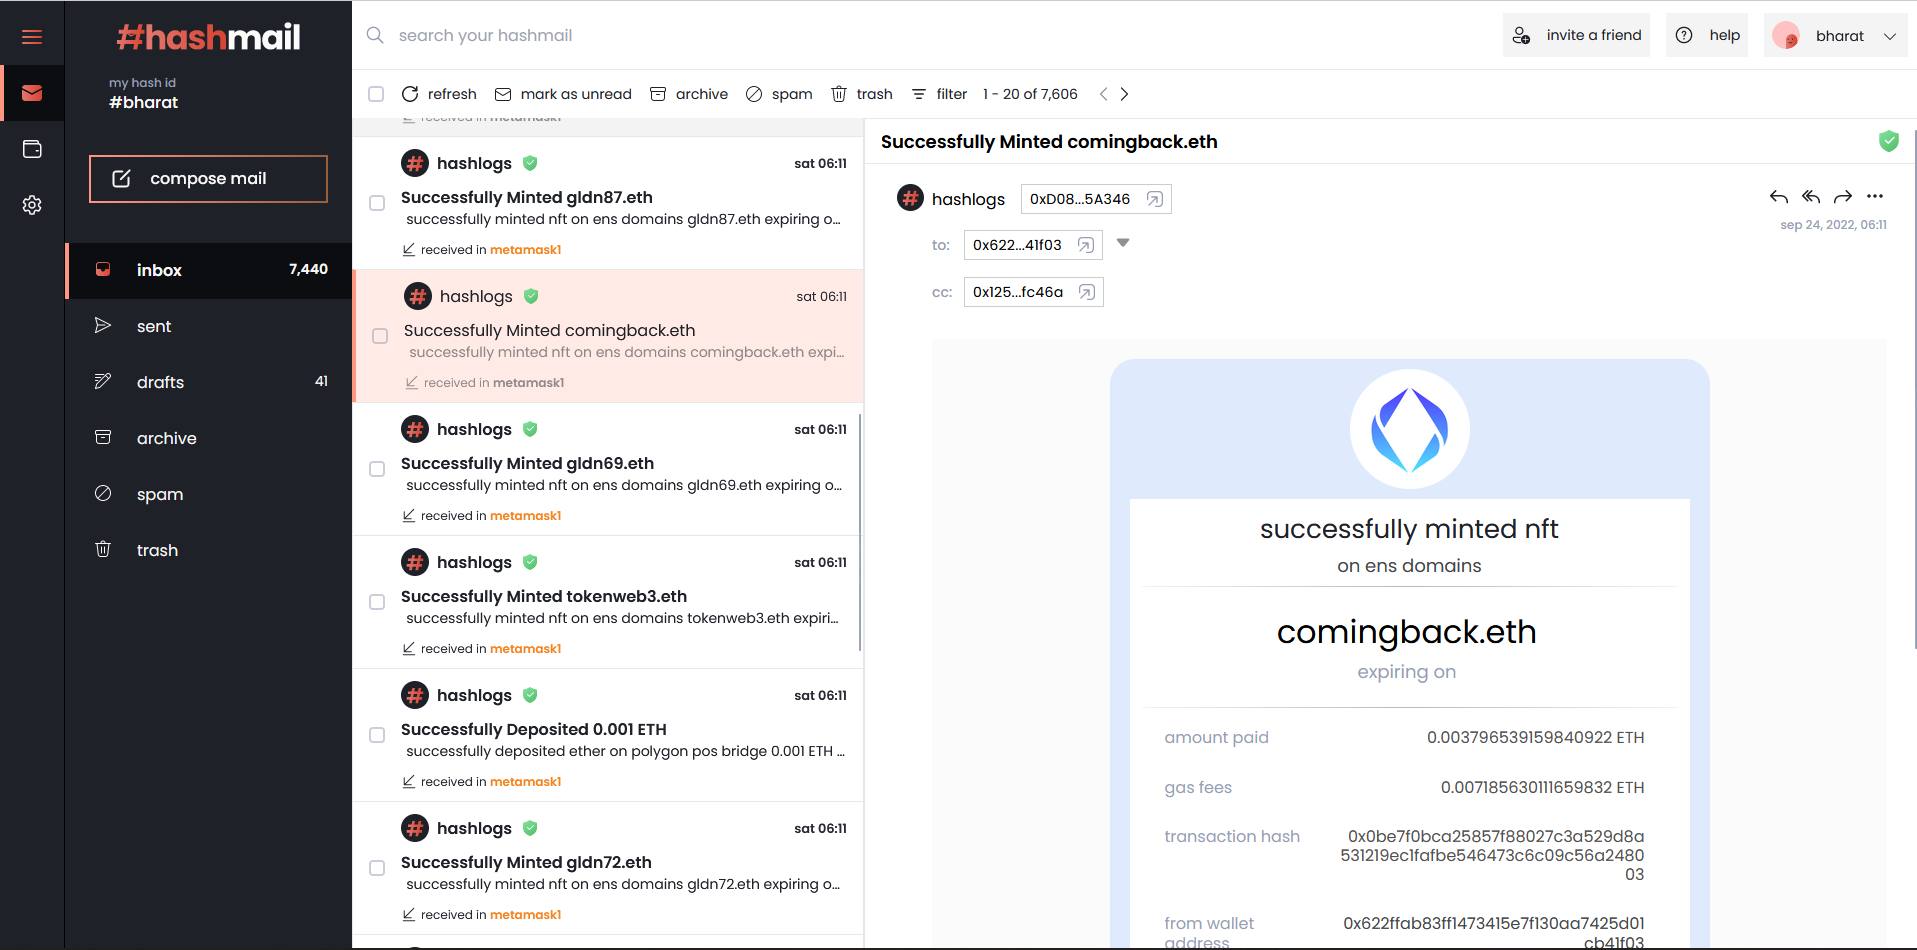 #hashmail
my hash id
#bharat
compose mail
inbox 7,440
sent
drafts 41
archive
spam
trash
search your hashmail
invite a friend
help
bharat
refresh mark as unread archive spam trash filter 1 - 20 of 7,606
received in metamask1
hashlogs sat 06:11
Successfully Minted gldn87.eth
successfully minted nft on ens domains gldn87.eth expiring o...
received in metamask1
hashlogs sat 06:11
Successfully Minted comingback.eth
successfully minted nft on ens domains comingback.eth expi...
received in metamask1
hashlogs sat 06:11
Successfully Minted gldn69.eth
successfully minted nft on ens domains gldn69.eth expiring o...
received in metamask1
hashlogs sat 06:11
Successfully Minted tokenweb3.eth
successfully minted nft on ens domains tokenweb3.eth expiri...
received in metamask1
hashlogs sat 06:11
Successfully Deposited 0.001 ETH
successfully deposited ether on polygon pos bridge 0.001 ETH ...
received in metamask1
hashlogs sat 06:11
Successfully Minted gldn72.eth
successfully minted nft on ens domains gldn72.eth expiring o...
received in metamask1
Successfully Minted comingback.eth
hashlogs 0xD08...5A346
sep 24, 2022, 06:11
to: 0x622...41f03
cc: 0x125...fc46a
successfully minted nft
on ens domains
comingback.eth
expiring on
amount paid 0.003796539159840922 ETH
gas fees 0.007185630111659832 ETH
transaction hash 0x0be7f0bca25857f88027c3a529d8a
531219ec1fafbe546473c6c09c56a2480
03
from wallet 0x622ffab83ff1473415e7f130aa7425d01
address cb41f03